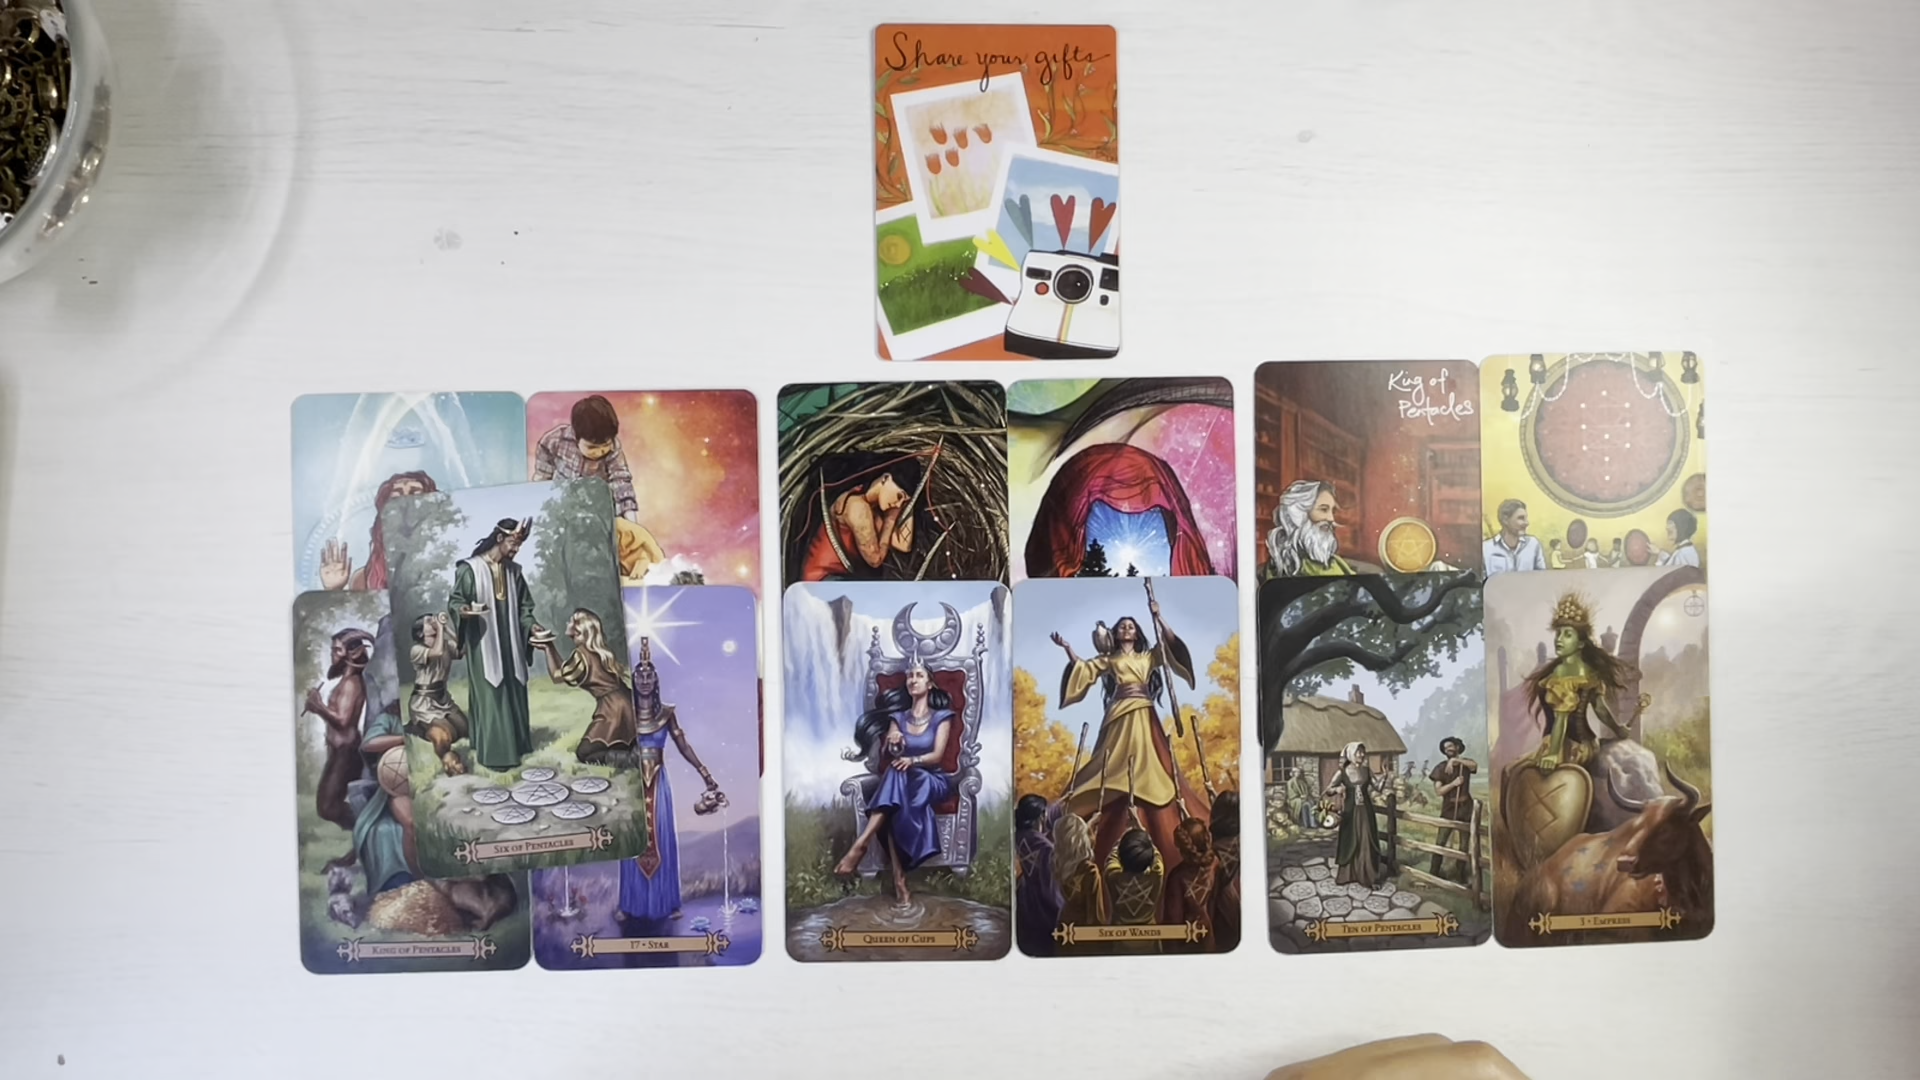 Share your gifts
King of
Pentacles
SIX OF PENTACLES
KING OF PENTACLES
17 • STAR
QUEEN OF CUPS
SIX OF WANDS
TEN OF PENTACLES
3 • EMPRESS